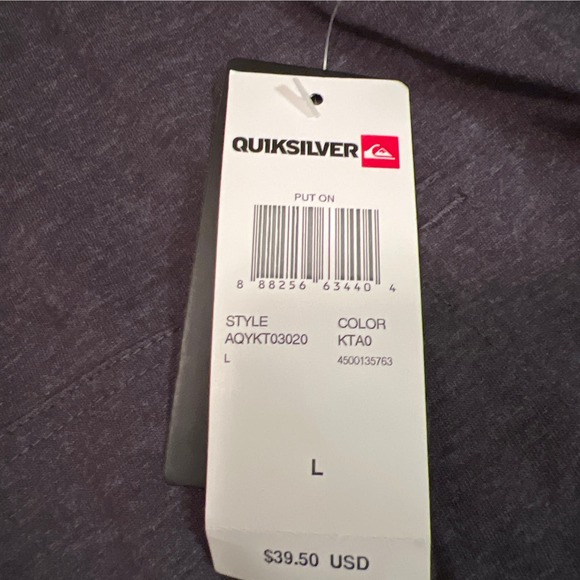 QUIKSILVER
PUT ON
8 88256 63440 4
STYLE COLOR
AQYKT03020 KTA0
L 4500135763
L
$39.50 USD